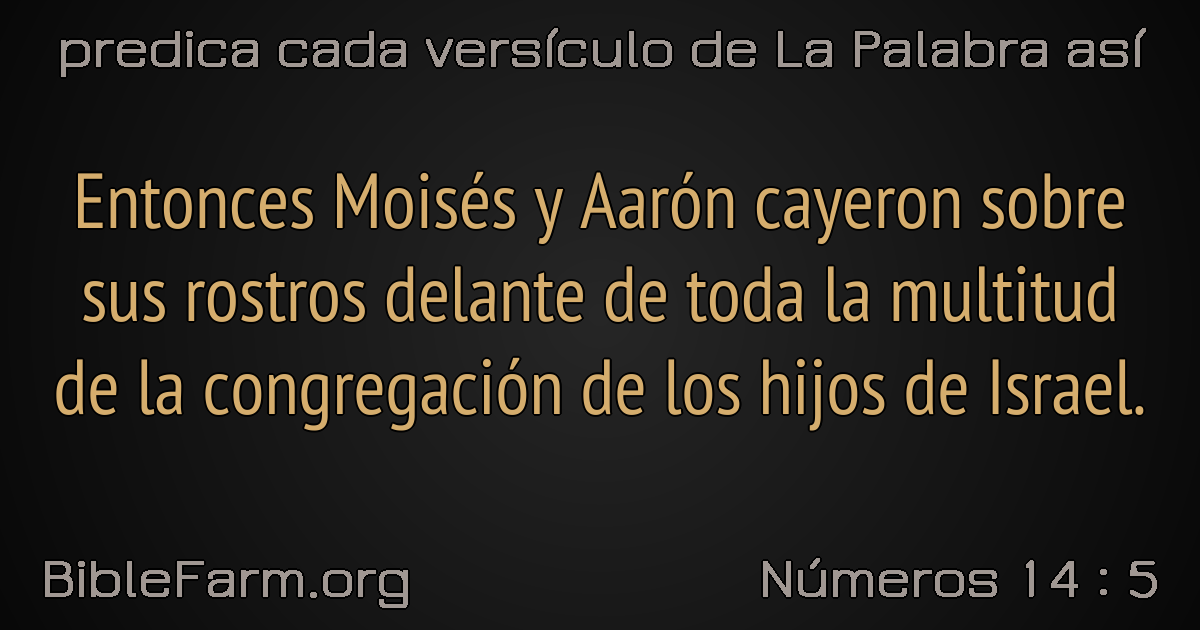 predica cada versículo de La Palabra así
Entonces Moisés y Aarón cayeron sobre
sus rostros delante de toda la multitud
de la congregación de los hijos de Israel.
BibleFarm.org
Números 14 : 5